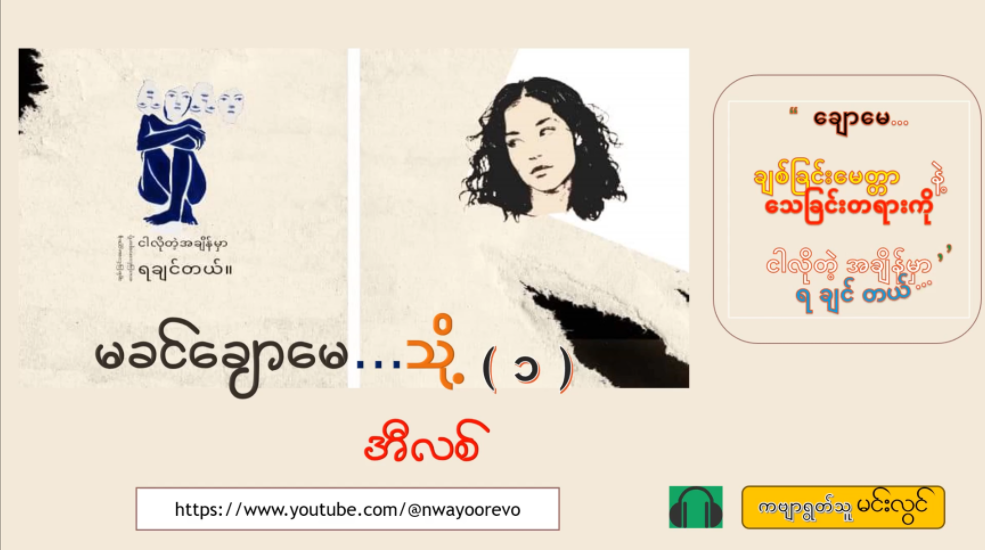 ငါလိုတဲ့အချိန်မှာ
ရချင်တယ်။
မခင်ချောမေ...သို့ ( ၁ )
အီလစ်
“ ချောမေ...
ချစ်ခြင်းမေတ္တာ နဲ့
သေခြင်းတရားကို
ငါလိုတဲ့ အချိန်မှာ ’’
ရ ချင် တယ်...
https://www.youtube.com/@nwayoorevo
ကဗျာရွတ်သူ မင်းလွင်